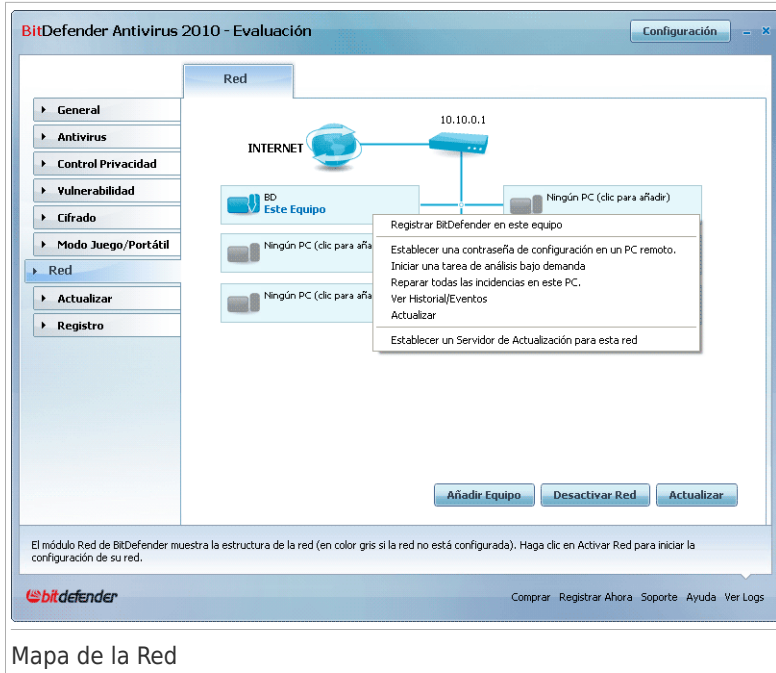 BitDefender Antivirus 2010 - Evaluación
Configuración
Red
General
Antivirus
Control Privacidad
Vulnerabilidad
Cifrado
Modo Juego/Portátil
Red
Actualizar
Registro
10.10.0.1
INTERNET
BD
Este Equipo
Ningún PC (clic para añadir)
Ningún PC (clic para aña
Ningún PC (clic para aña
Registrar BitDefender en este equipo
Establecer una contraseña de configuración en un PC remoto.
Iniciar una tarea de análisis bajo demanda
Reparar todas las incidencias en este PC.
Ver Historial/Eventos
Actualizar
Establecer un Servidor de Actualización para esta red
Añadir Equipo
Desactivar Red
Actualizar
El módulo Red de BitDefender muestra la estructura de la red (en color gris si la red no está configurada). Haga clic en Activar Red para iniciar la
configuración de su red.
bitdefender
Comprar Registrar Ahora Soporte Ayuda Ver Logs
Mapa de la Red